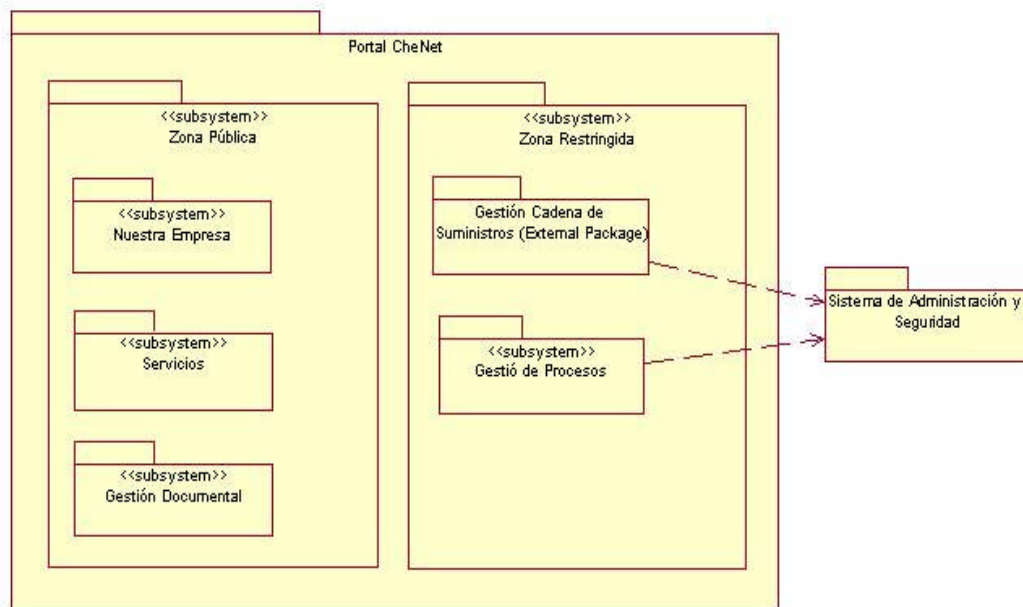 Portal CheNet
<<subsystem>>
Zona Pública
<<subsystem>>
Nuestra Empresa
<<subsystem>>
Servicios
<<subsystem>>
Gestión Documental
<<subsystem>>
Zona Restringida
Gestión Cadena de
Suministros (External Package)
<<subsystem>>
Gestió de Procesos
Sistema de Administración y
Seguridad